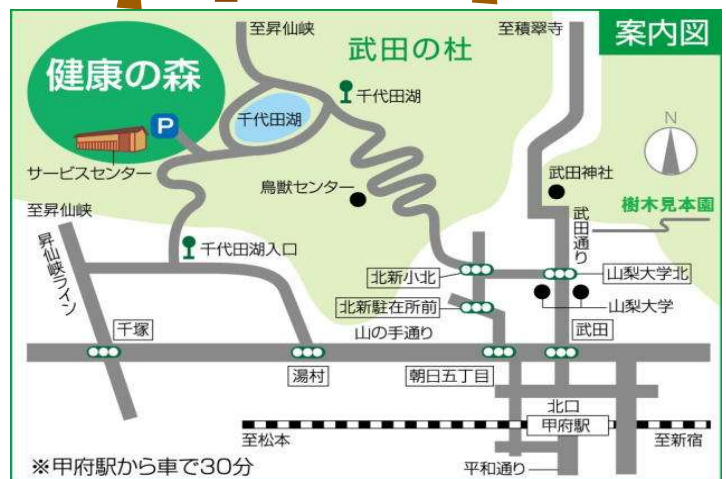 至昇仙峡
武田の杜
至積翠寺
案内図
健康の森
千代田湖
P
千代田湖
N
サービスセンター
鳥獣センター
武田神社
樹木見本園
至昇仙峡
武田通り
昇仙峡ライン
千代田湖入口
北新小北
山梨大学北
北新駐在所前
山梨大学
山の手通り
武田
千塚
湯村
朝日五丁目
北口
甲府駅
至松本
至新宿
※甲府駅から車で30分
平和通り